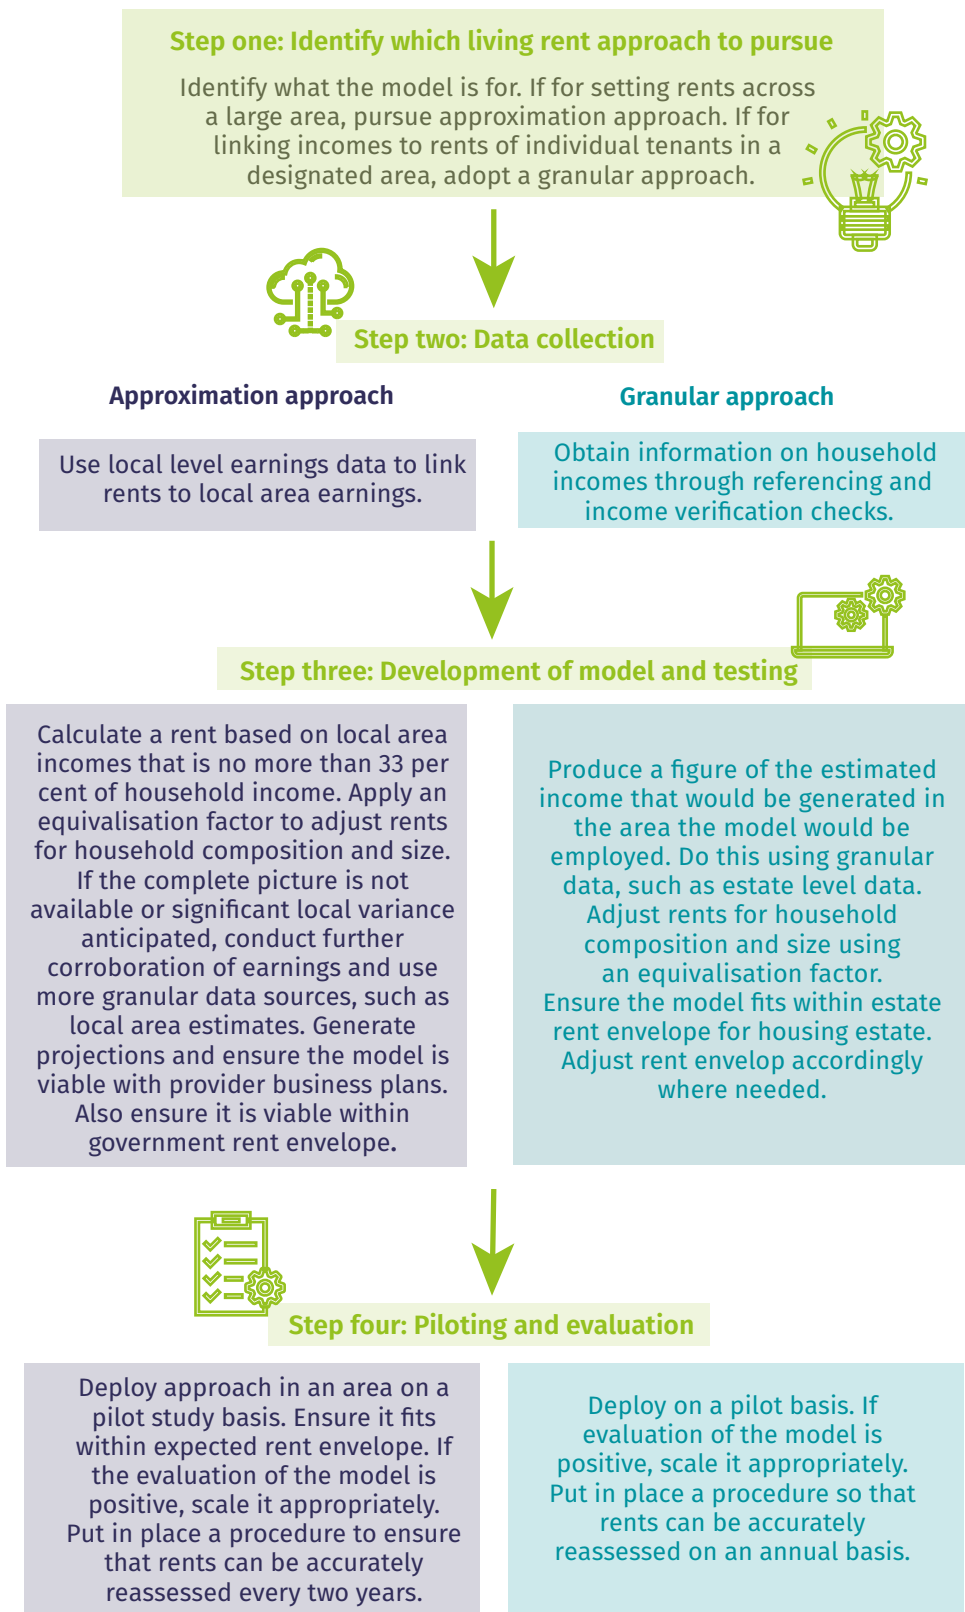 Step one: Identify which living rent approach to pursue
Identify what the model is for. If for setting rents across
a large area, pursue approximation approach. If for
linking incomes to rents of individual tenants in a
designated area, adopt a granular approach.
Step two: Data collection
Approximation approach
Use local level earnings data to link
rents to local area earnings.
Granular approach
Obtain information on household
incomes through referencing and
income verification checks.
Step three: Development of model and testing
Calculate a rent based on local area
incomes that is no more than 33 per
cent of household income. Apply an
equivalisation factor to adjust rents
for household composition and size.
If the complete picture is not
available or significant local variance
anticipated, conduct further
corroboration of earnings and use
more granular data sources, such as
local area estimates. Generate
projections and ensure the model is
viable with provider business plans.
Also ensure it is viable within
government rent envelope.
Produce a figure of the estimated
income that would be generated in
the area the model would be
employed. Do this using granular
data, such as estate level data.
Adjust rents for household
composition and size using
an equivalisation factor.
Ensure the model fits within estate
rent envelope for housing estate.
Adjust rent envelop accordingly
where needed.
Step four: Piloting and evaluation
Deploy approach in an area on a
pilot study basis. Ensure it fits
within expected rent envelope. If
the evaluation of the model is
positive, scale it appropriately.
Put in place a procedure to ensure
that rents can be accurately
reassessed every two years.
Deploy on a pilot basis. If
evaluation of the model is
positive, scale it appropriately.
Put in place a procedure so that
rents can be accurately
reassessed on an annual basis.